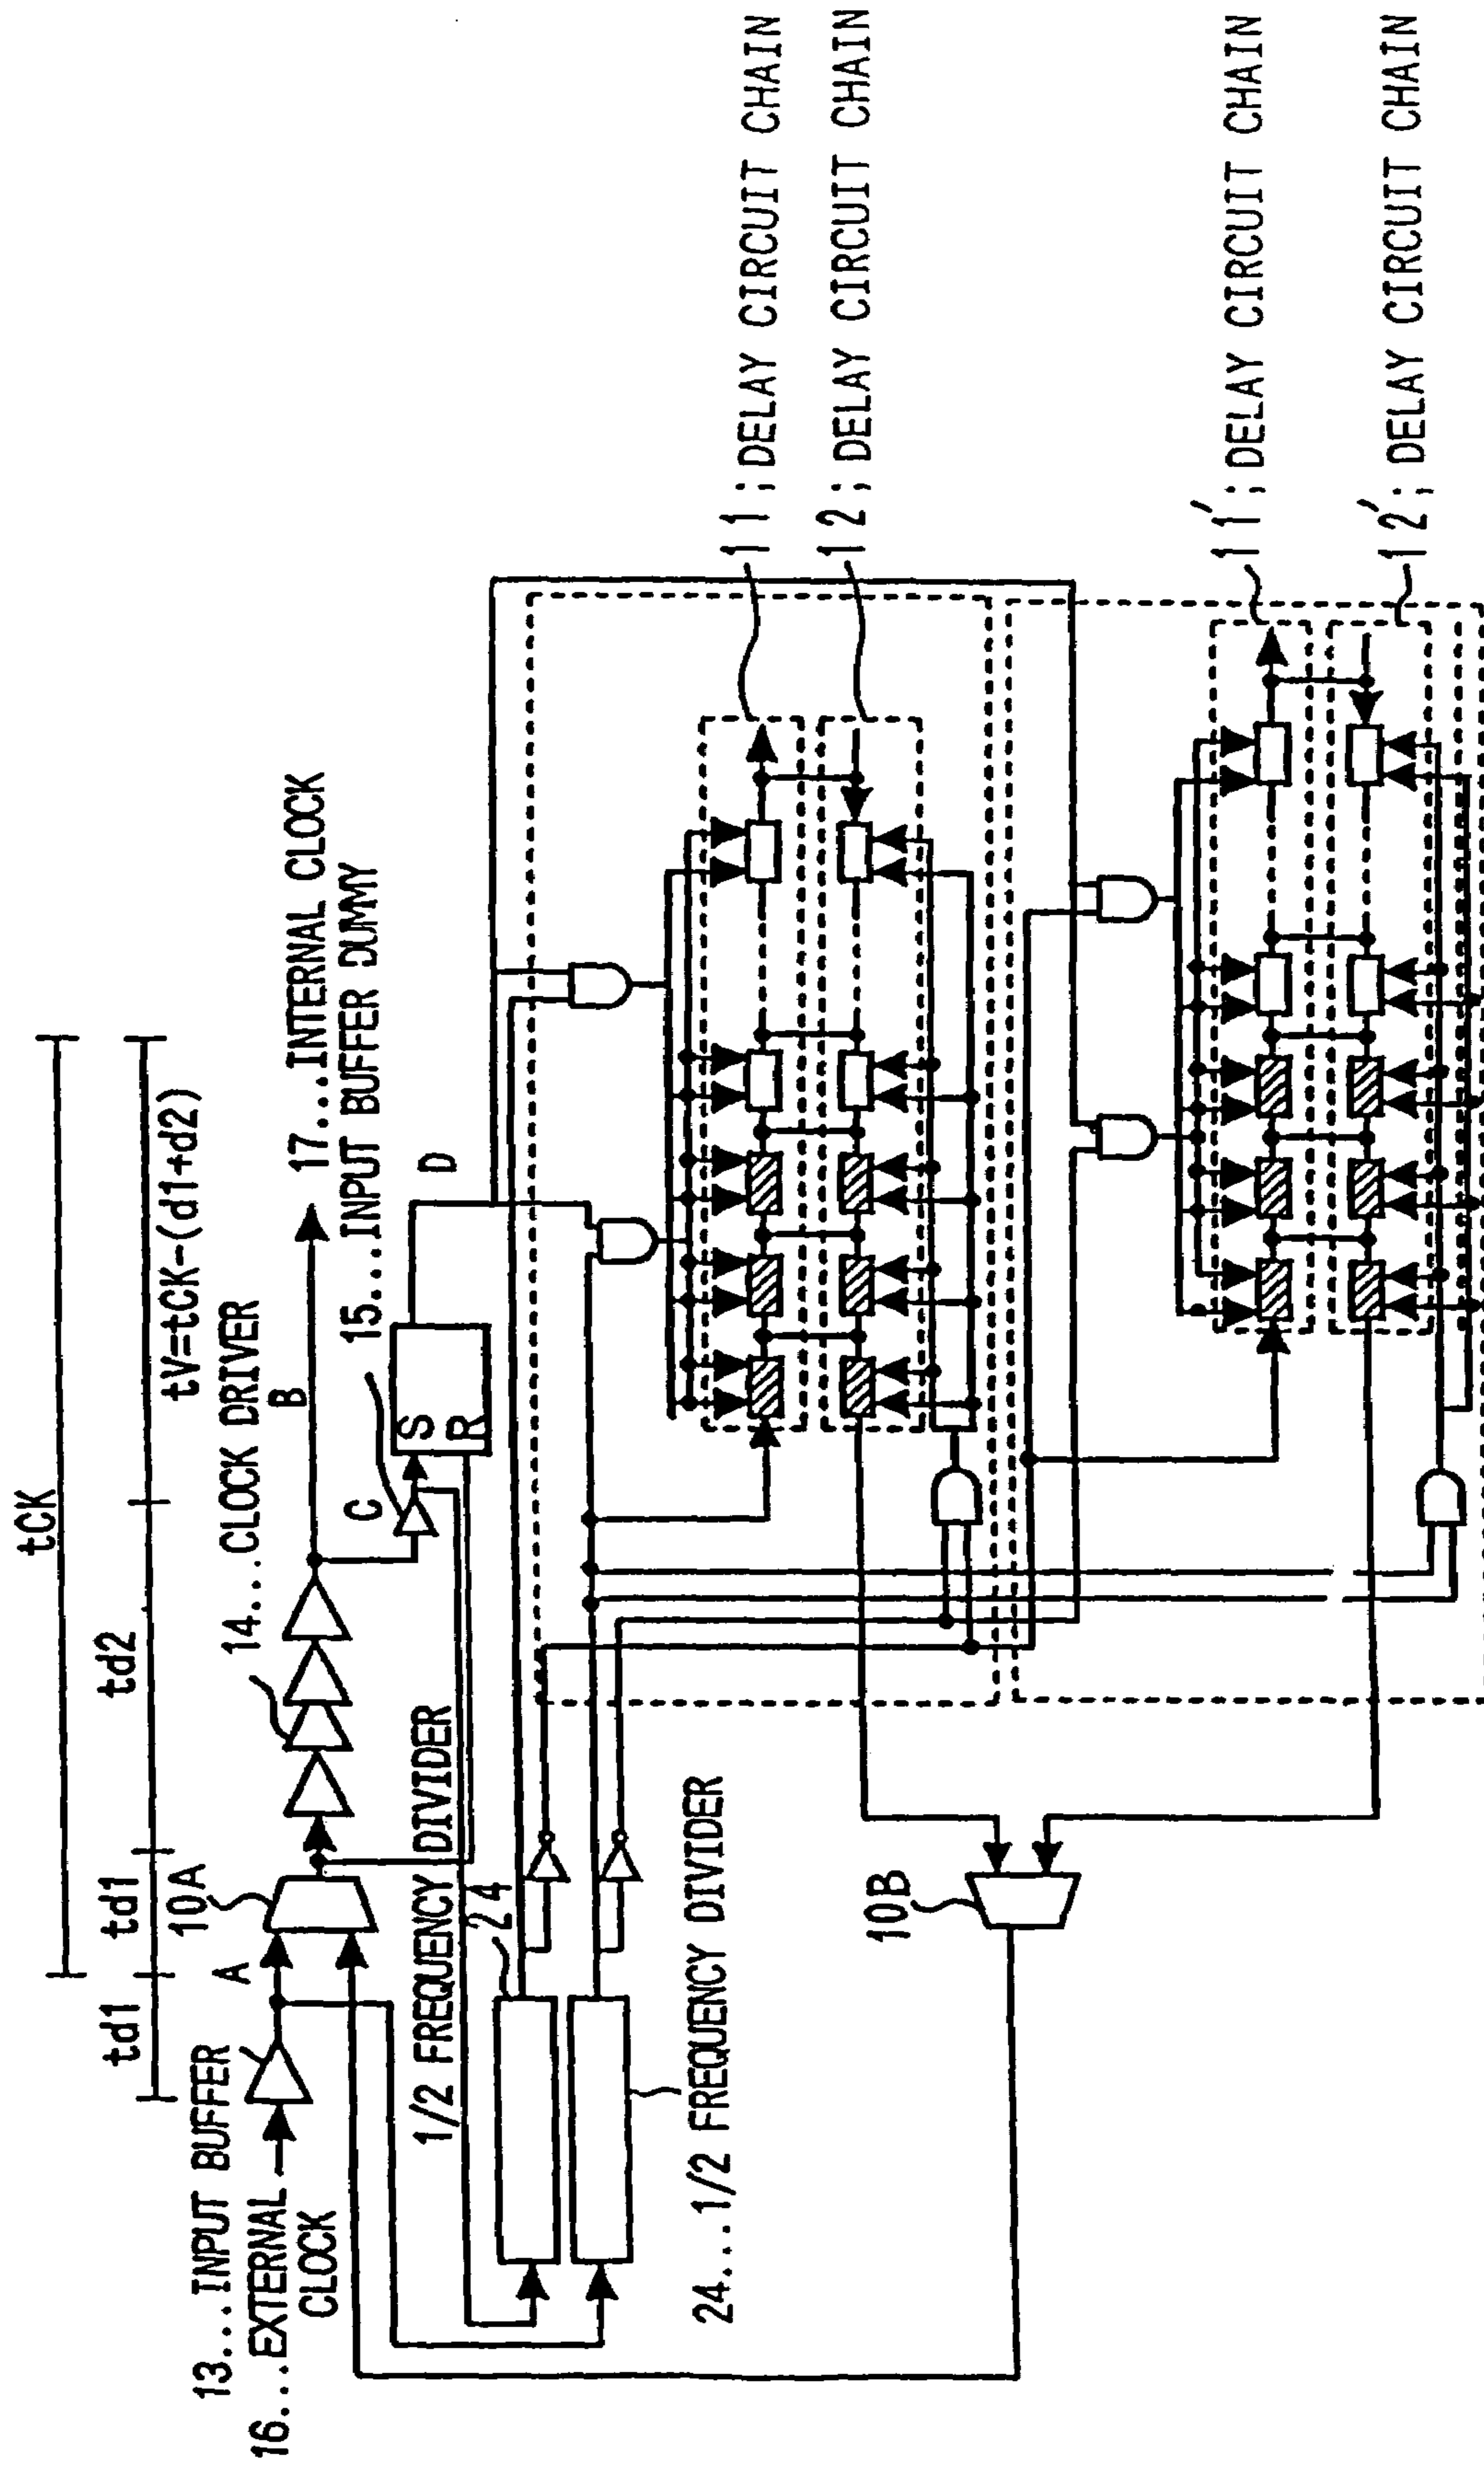 tCK
td1
td1
td2
tV=tCK-(d1+d2)
13...INPUT BUFFER
16...EXTERNAL
CLOCK
A
10A
14...CLOCK DRIVER
B
17...INTERNAL CLOCK
15...INPUT BUFFER DUMMY
C
S
R
D
1/2 FREQUENCY DIVIDER
24
24...1/2 FREQUENCY DIVIDER
10B
11;DELAY CIRCUIT CHAIN
12;DELAY CIRCUIT CHAIN
11';DELAY CIRCUIT CHAIN
12';DELAY CIRCUIT CHAIN